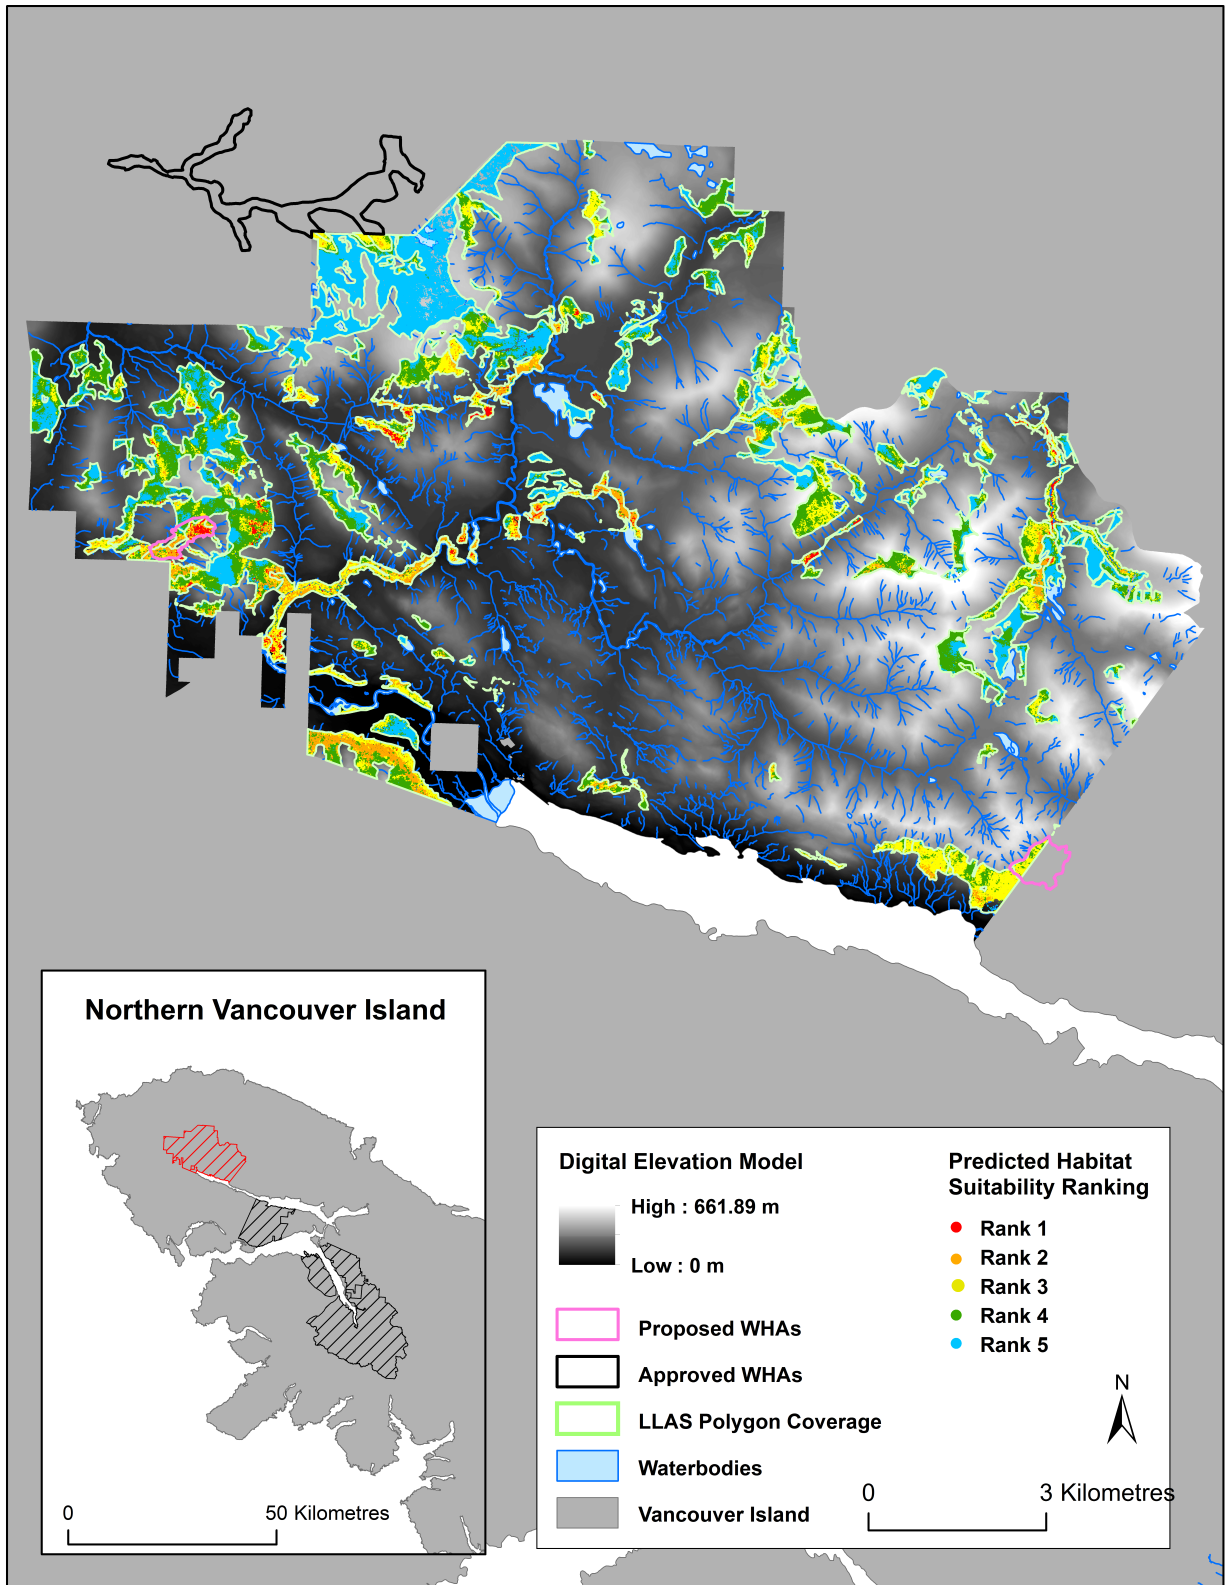 Northern Vancouver Island
0
50 Kilometres
Digital Elevation Model
High : 661.89 m
Low : 0 m
Proposed WHAs
Approved WHAs
LLAS Polygon Coverage
Waterbodies
Vancouver Island
Predicted Habitat
Suitability Ranking
Rank 1
Rank 2
Rank 3
Rank 4
Rank 5
N
0
3 Kilometres